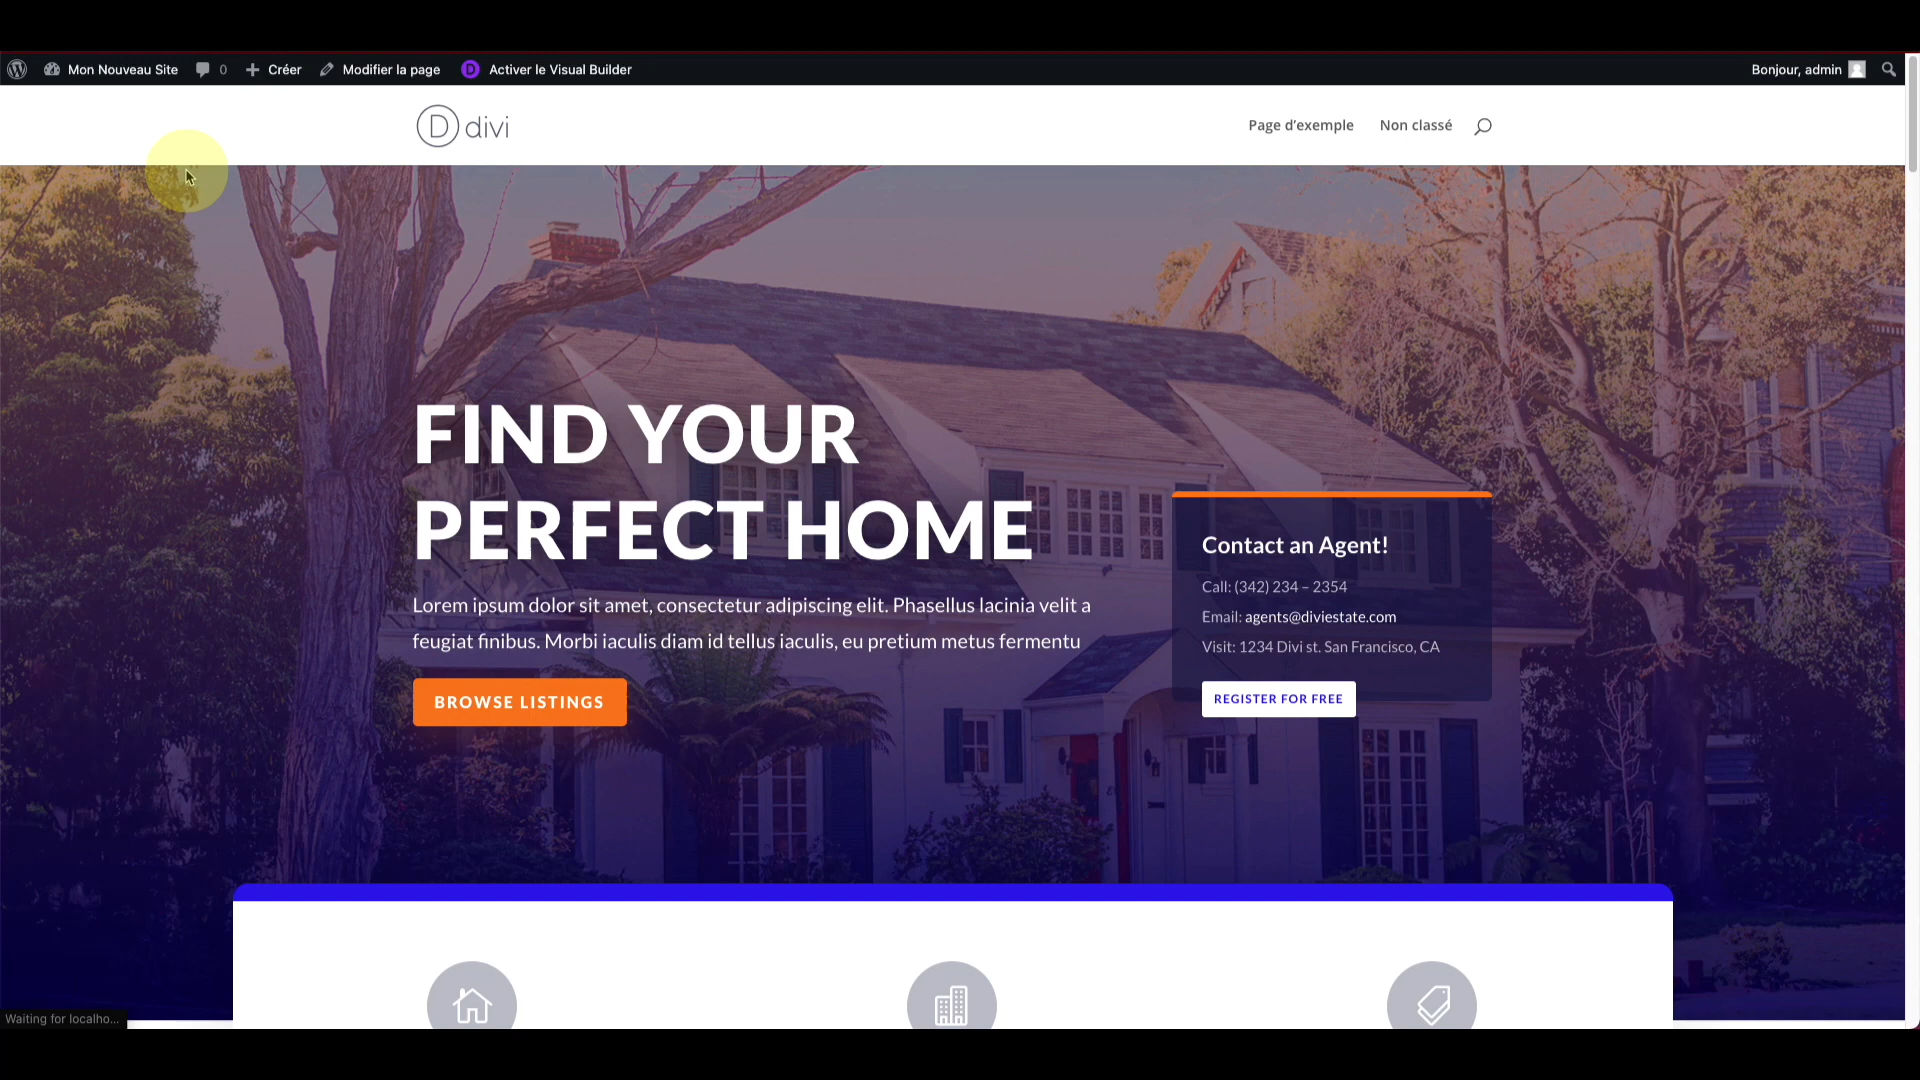 Mon Nouveau Site 0 Créer Modifier la page D Activer le Visual Builder Bonjour, admin
D divi Page d’exemple Non classé
FIND YOUR
PERFECT HOME
Lorem ipsum dolor sit amet, consectetur adipiscing elit. Phasellus lacinia velit a
feugiat finibus. Morbi iaculis diam id tellus iaculis, eu pretium metus fermentu
BROWSE LISTINGS
Contact an Agent!
Call: (342) 234 – 2354
Email: agents@diviestate.com
Visit: 1234 Divi st. San Francisco, CA
REGISTER FOR FREE
Waiting for localho...